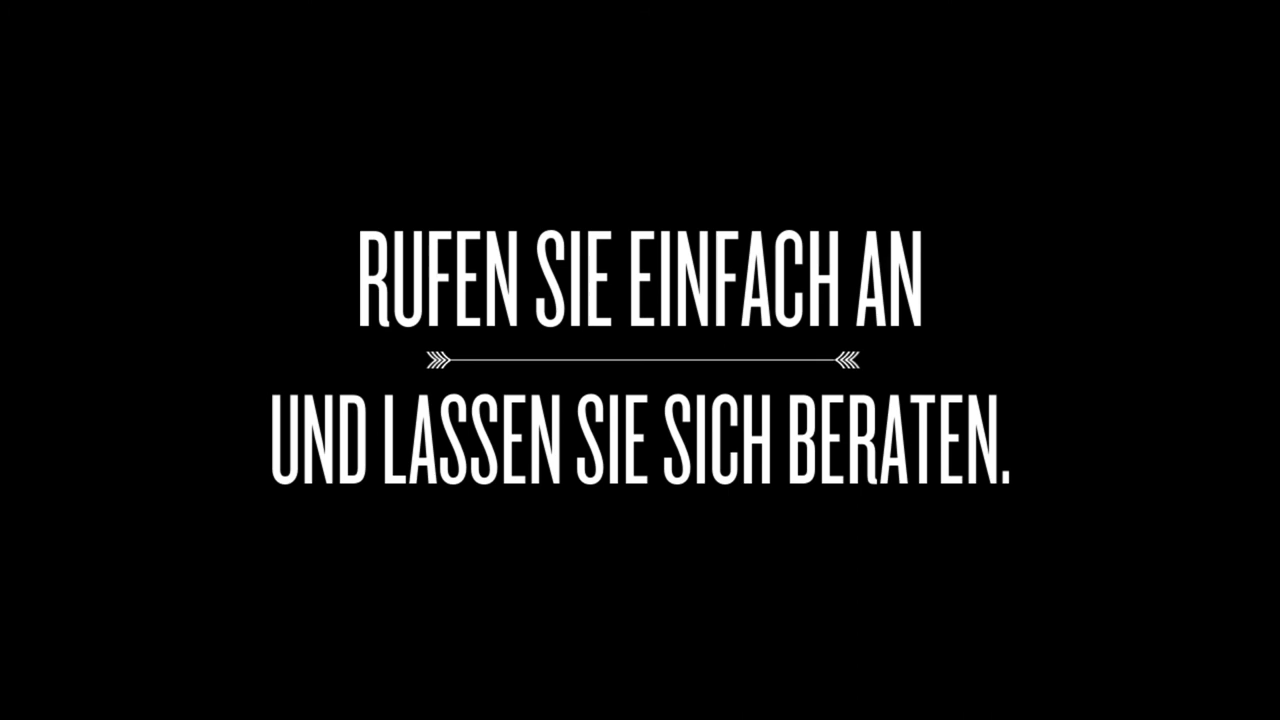 RUFEN SIE EINFACH AN
UND LASSEN SIE SICH BERATEN.